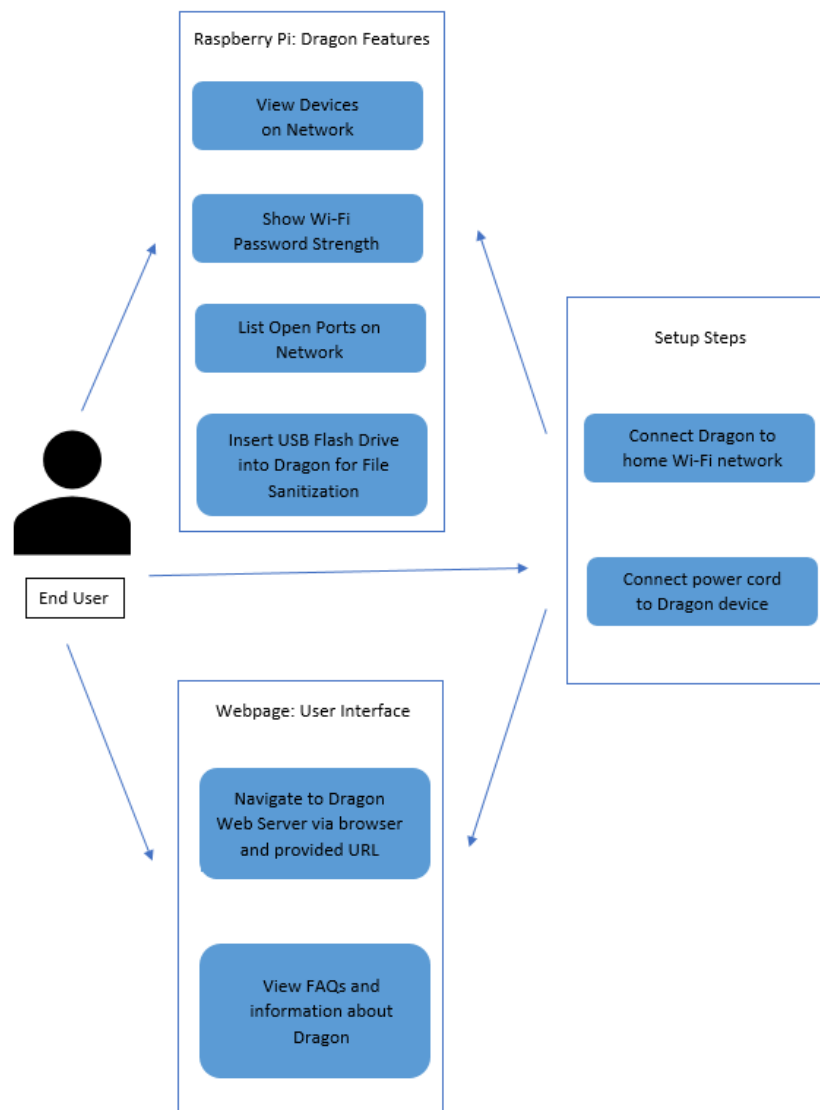 Raspberry Pi: Dragon Features
View Devices
on Network
Show Wi-Fi
Password Strength
List Open Ports on
Network
Insert USB Flash Drive
into Dragon for File
Sanitization
Setup Steps
Connect Dragon to
home Wi-Fi network
Connect power cord
to Dragon device
End User
Webpage: User Interface
Navigate to Dragon
Web Server via browser
and provided URL
View FAQs and
information about
Dragon